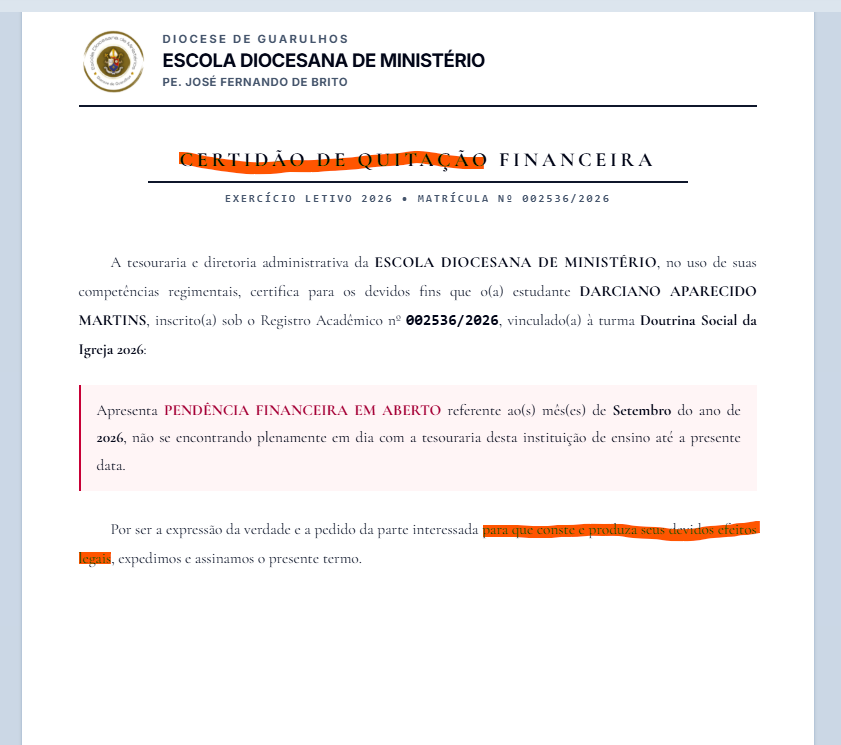 DIOCESE DE GUARULHOS
ESCOLA DIOCESANA DE MINISTÉRIO
PE. JOSÉ FERNANDO DE BRITO
CERTIDÃO DE QUITAÇÃO FINANCEIRA
EXERCÍCIO LETIVO 2026 • MATRÍCULA Nº 002536/2026
A tesouraria e diretoria administrativa da ESCOLA DIOCESANA DE MINISTÉRIO, no uso de suas
competências regimentais, certifica para os devidos fins que o(a) estudante DARCIANO APARECIDO
MARTINS, inscrito(a) sob o Registro Acadêmico nº 002536/2026, vinculado(a) à turma Doutrina Social da
Igreja 2026:
Apresenta PENDÊNCIA FINANCEIRA EM ABERTO referente ao(s) mês(es) de Setembro do ano de
2026, não se encontrando plenamente em dia com a tesouraria desta instituição de ensino até a presente
data.
Por ser a expressão da verdade e a pedido da parte interessada para que conste e produza seus devidos efeitos
legais, expedimos e assinamos o presente termo.